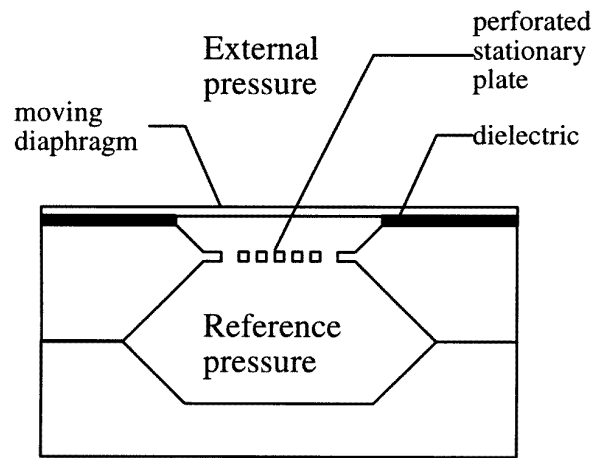 perforated
stationary
plate
External
pressure
moving
diaphragm
dielectric
Reference
pressure